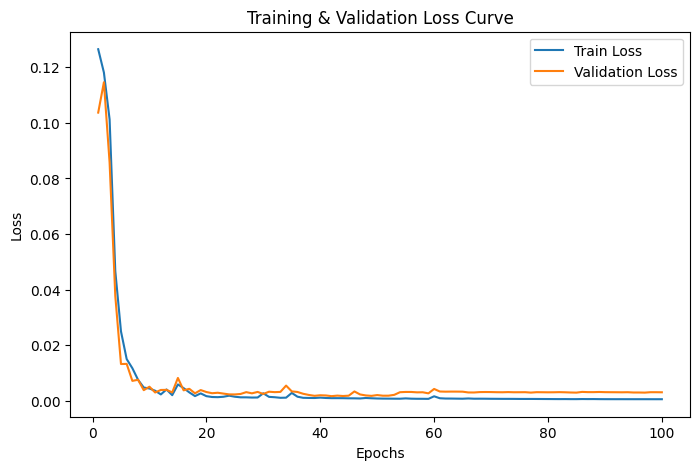 Training & Validation Loss Curve
Train Loss
Validation Loss
0.12
0.10
0.08
0.06
0.04
0.02
0.00
Loss
0
20
40
60
80
100
Epochs